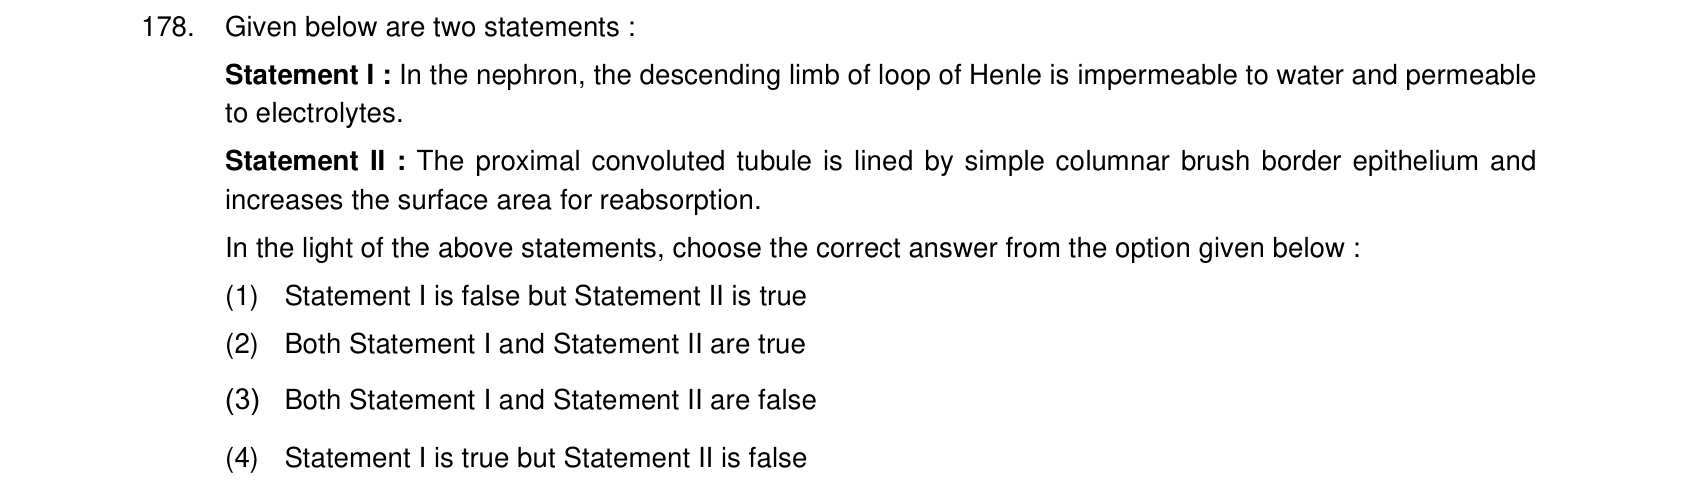 178. Given below are two statements :
Statement I : In the nephron, the descending limb of loop of Henle is impermeable to water and permeable
to electrolytes.
Statement II : The proximal convoluted tubule is lined by simple columnar brush border epithelium and
increases the surface area for reabsorption.
In the light of the above statements, choose the correct answer from the option given below :
(1) Statement I is false but Statement II is true
(2) Both Statement I and Statement II are true
(3) Both Statement I and Statement II are false
(4) Statement I is true but Statement II is false